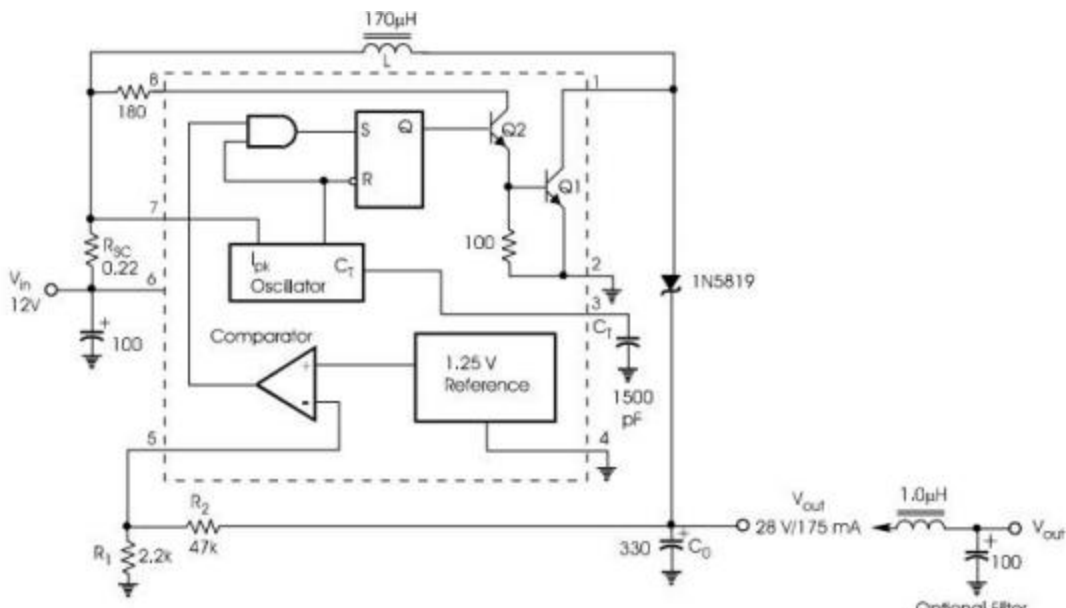 170µH
L
8
180
1
S
Q
R
Q2
Q1
100
7
RSC
0.22
Ipk
CT
Oscillator
2
Vin
12V
6
3
CT
1N5819
100
Comparator
1.25 V
Reference
1500
pF
5
4
R2
47k
R1
2.2k
Vout
28 V/175 mA
1.0µH
Vout
330
C0
100
Optional Filter